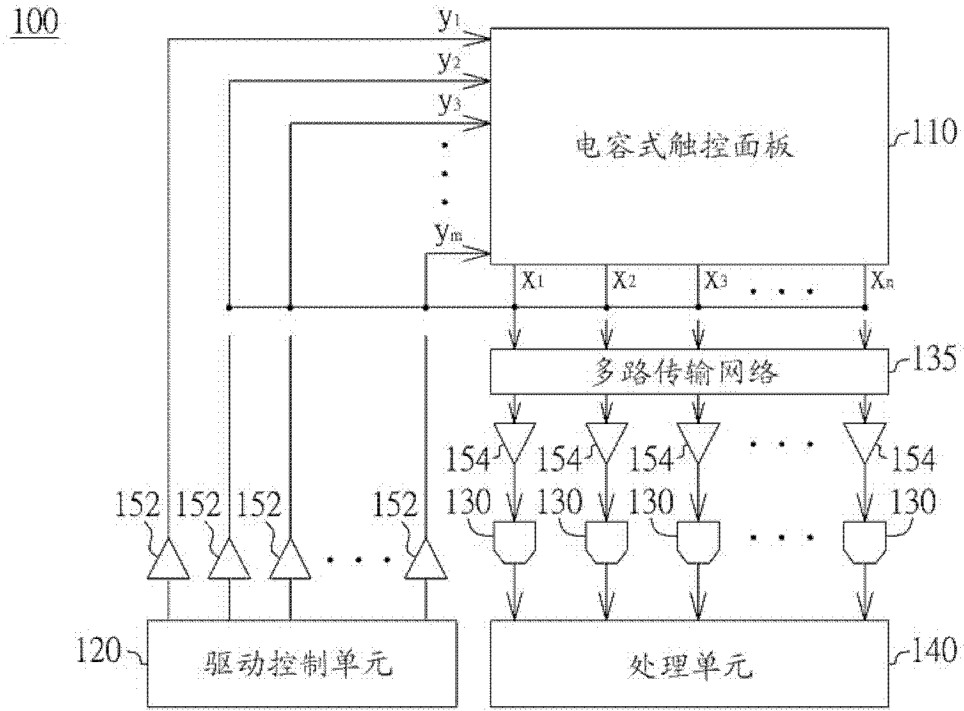 100
y1
y2
y3
ym
电容式触控面板
110
x1 x2 x3 xn
多路传输网络
135
154 154 154 154
152 152 152 152
130 130 130 130
120
驱动控制单元
处理单元
140